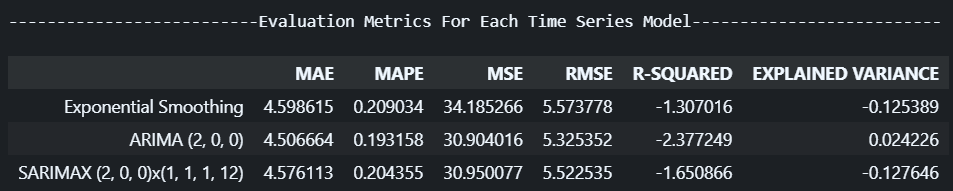 --------------------------Evaluation Metrics For Each Time Series Model--------------------------
MAE MAPE MSE RMSE R-SQUARED EXPLAINED VARIANCE
Exponential Smoothing 4.598615 0.209034 34.185266 5.573778 -1.307016 -0.125389
ARIMA (2, 0, 0) 4.506664 0.193158 30.904016 5.325352 -2.377249 0.024226
SARIMAX (2, 0, 0)x(1, 1, 1, 12) 4.576113 0.204355 30.950077 5.522535 -1.650866 -0.127646